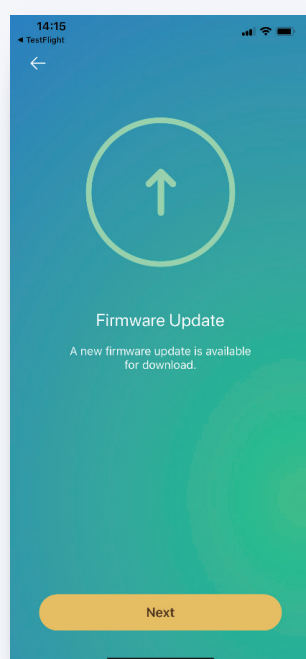 14:15
◀ TestFlight
Firmware Update
A new firmware update is available
for download.
Next